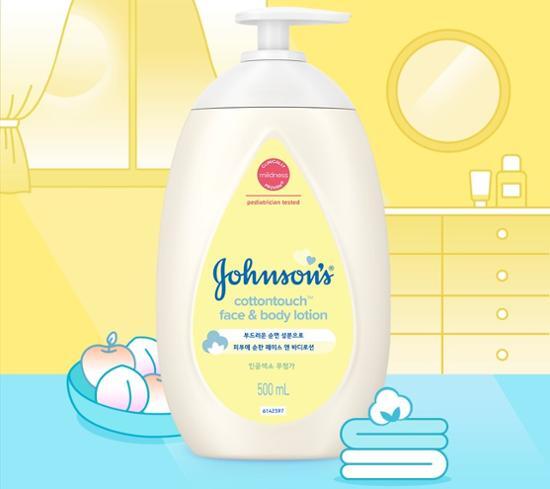 CLINICALLY
mildness
PROVEN
pediatrician tested
Johnson's®
cottontouch™
face & body lotion
부드러운 순면 성분으로
피부에 순한 페이스 앤 바디로션
인공색소 무첨가
500 mL
6142597